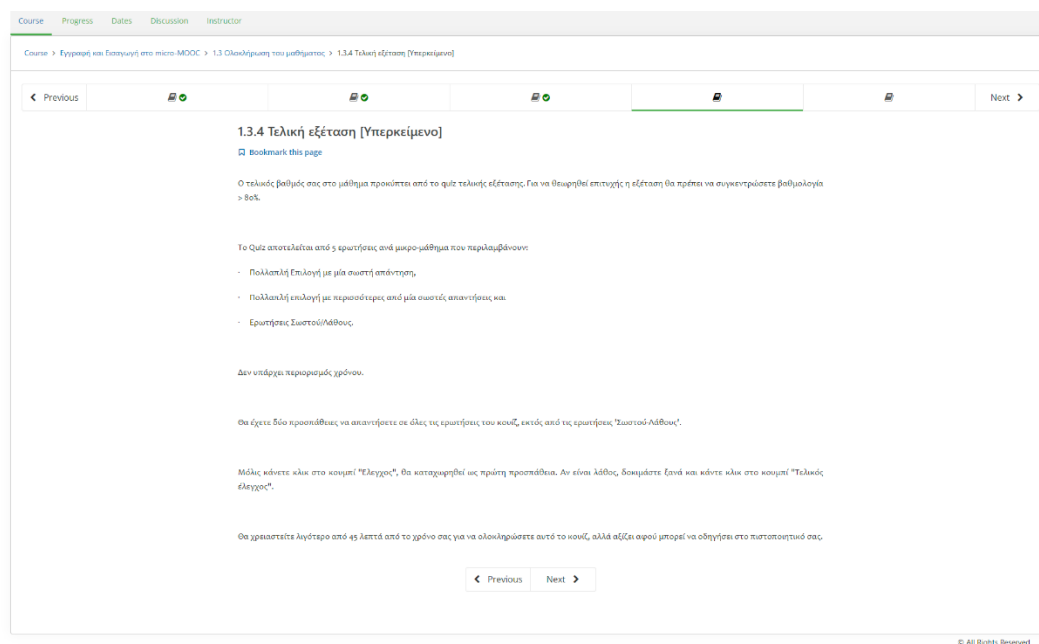 Course Progress Dates Discussion Instructor
Course > Εγγραφή και Εισαγωγή στο micro-MOOC > 1.3 Ολοκλήρωση του μαθήματος > 1.3.4 Τελική εξέταση [Υπερκείμενο]
Previous Next
1.3.4 Τελική εξέταση [Υπερκείμενο]
Bookmark this page
Ο τελικός βαθμός σας στο μάθημα προκύπτει από το quiz τελικής εξέτασης. Για να θεωρηθεί επιτυχής η εξέταση θα πρέπει να συγκεντρώσετε βαθμολογία
> 80%.
Το Quiz αποτελείται από 5 ερωτήσεις ανά μικρο-μάθημα που περιλαμβάνουν:
· Πολλαπλή Επιλογή με μία σωστή απάντηση,
· Πολλαπλή επιλογή με περισσότερες από μία σωστές απαντήσεις και
· Ερωτήσεις Σωστού/Λάθους.
Δεν υπάρχει περιορισμός χρόνου.
Θα έχετε δύο προσπάθειες να απαντήσετε σε όλες τις ερωτήσεις του κουίζ, εκτός από τις ερωτήσεις 'Σωστού-Λάθους'.
Μόλις κάνετε κλικ στο κουμπί "Έλεγχος", θα καταχωρηθεί ως πρώτη προσπάθεια. Αν είναι λάθος, δοκιμάστε ξανά και κάντε κλικ στο κουμπί "Τελικός
έλεγχος".
Θα χρειαστείτε λιγότερο από 45 λεπτά από το χρόνο σας για να ολοκληρώσετε αυτό το κουίζ, αλλά αξίζει αφού μπορεί να οδηγήσει στο πιστοποιητικό σας.
Previous Next
© All Rights Reserved